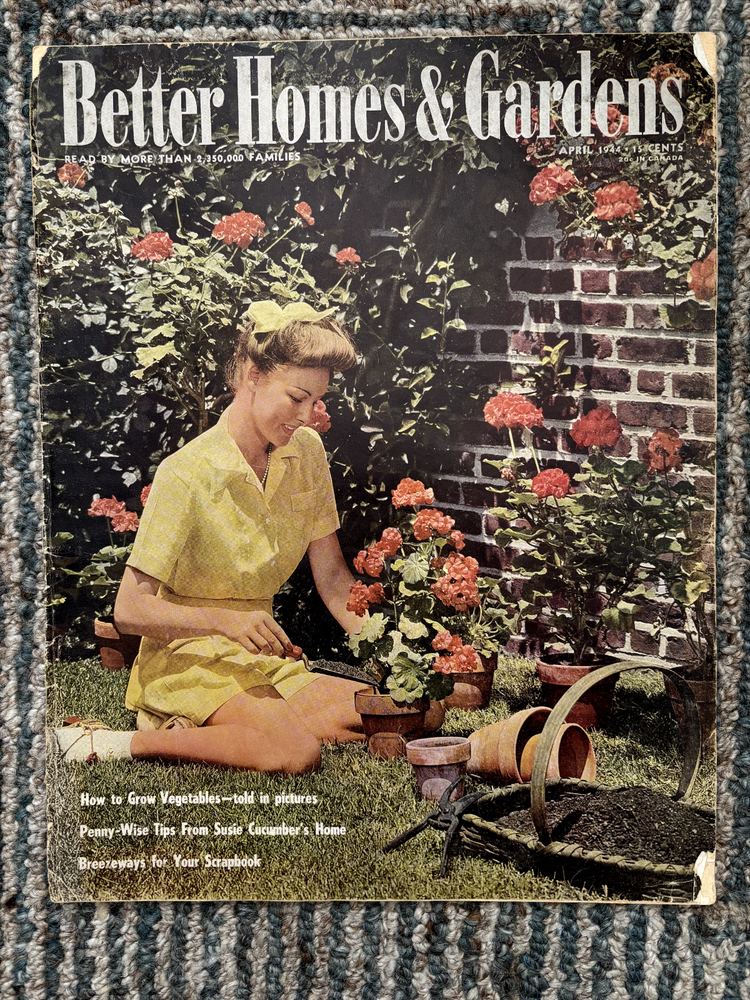 Better Homes & Gardens
READ BY MORE THAN 2,350,000 FAMILIES
APRIL 1944 • 15 CENTS
20c IN CANADA
How to Grow Vegetables—told in pictures
Penny-Wise Tips From Susie Cucumber's Home
Breezeways for Your Scrapbook